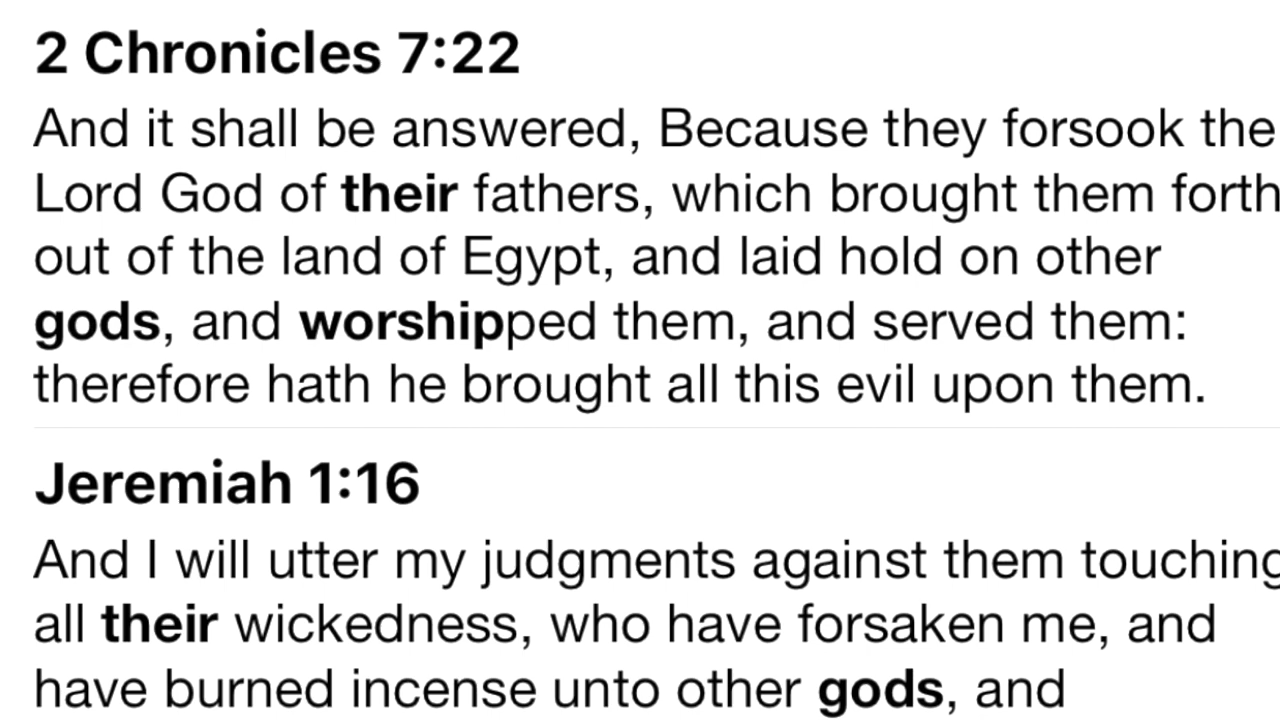 2 Chronicles 7:22
And it shall be answered, Because they forsook the
Lord God of their fathers, which brought them forth
out of the land of Egypt, and laid hold on other
gods, and worshipped them, and served them:
therefore hath he brought all this evil upon them.
Jeremiah 1:16
And I will utter my judgments against them touching
all their wickedness, who have forsaken me, and
have burned incense unto other gods, and